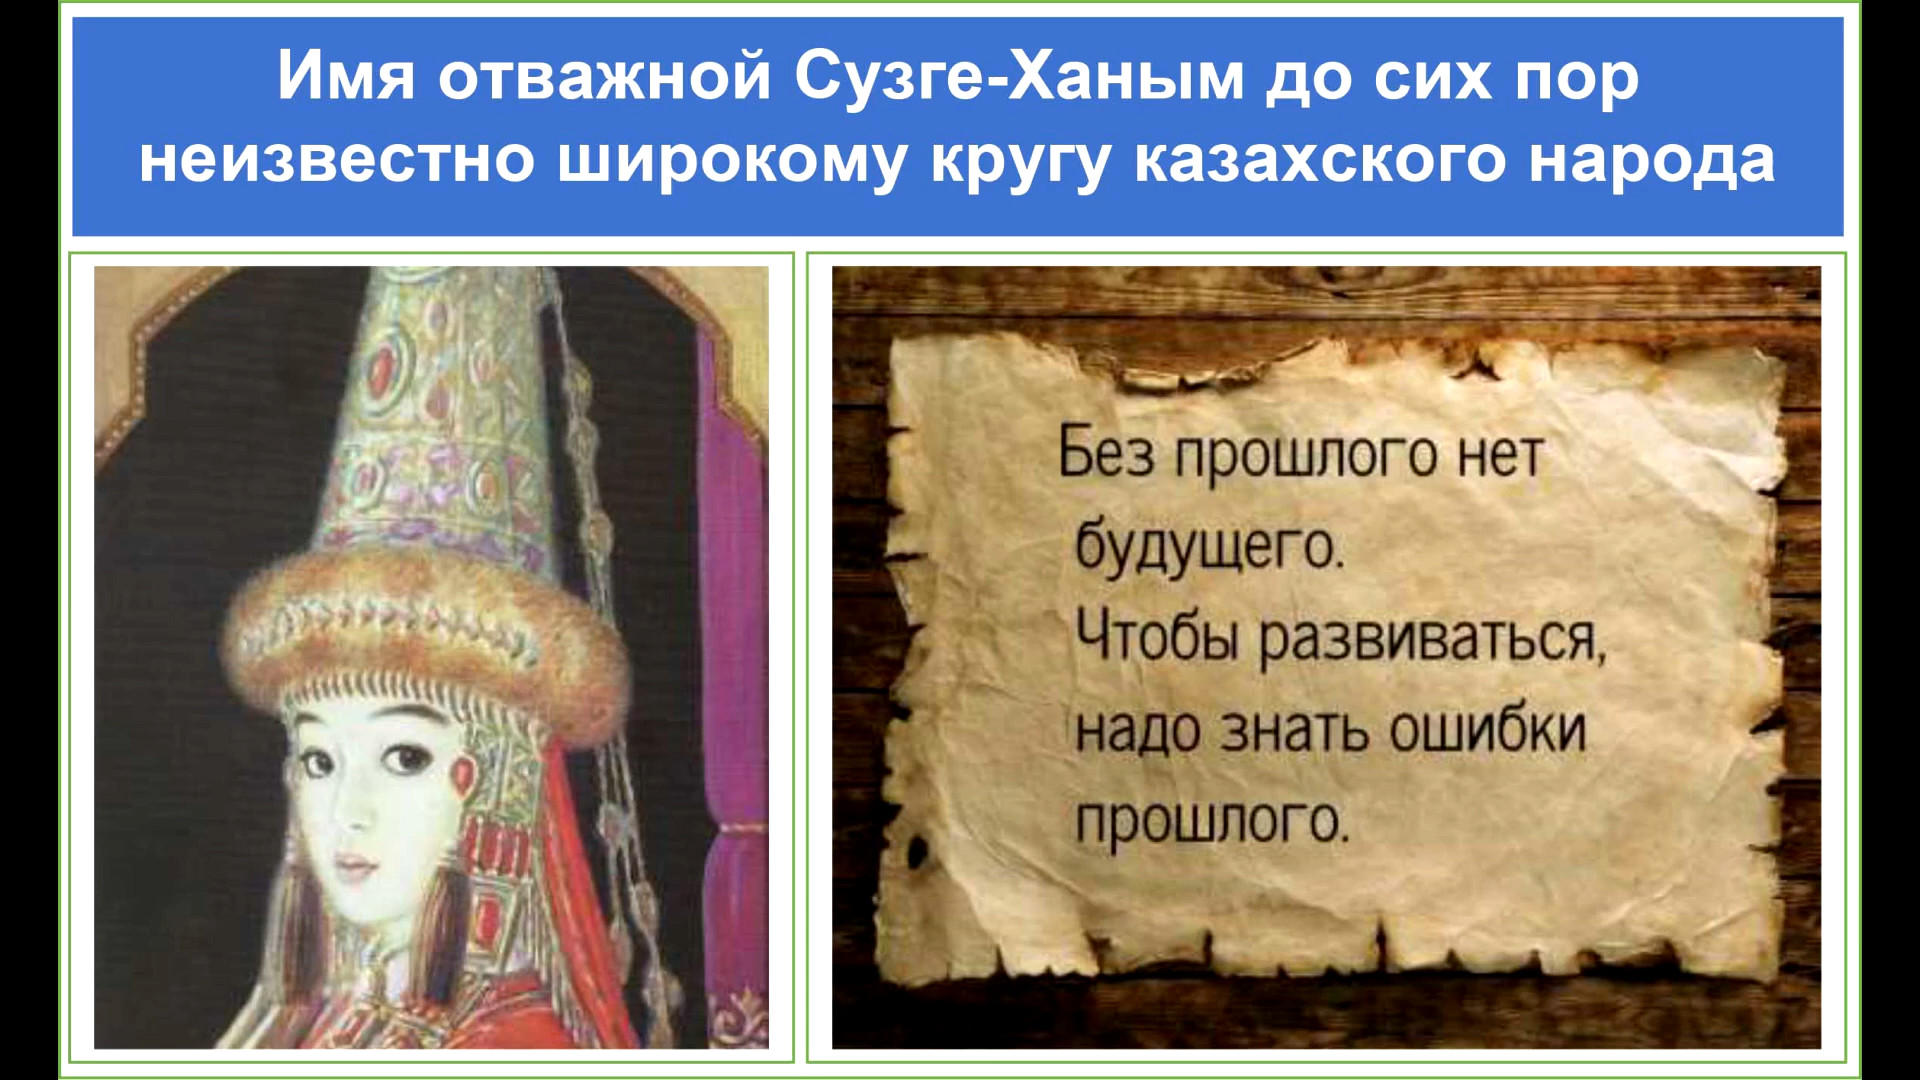 Имя отважной Сузге-Ханым до сих пор
неизвестно широкому кругу казахского народа
Без прошлого нет
будущего.
Чтобы развиваться,
надо знать ошибки
прошлого.